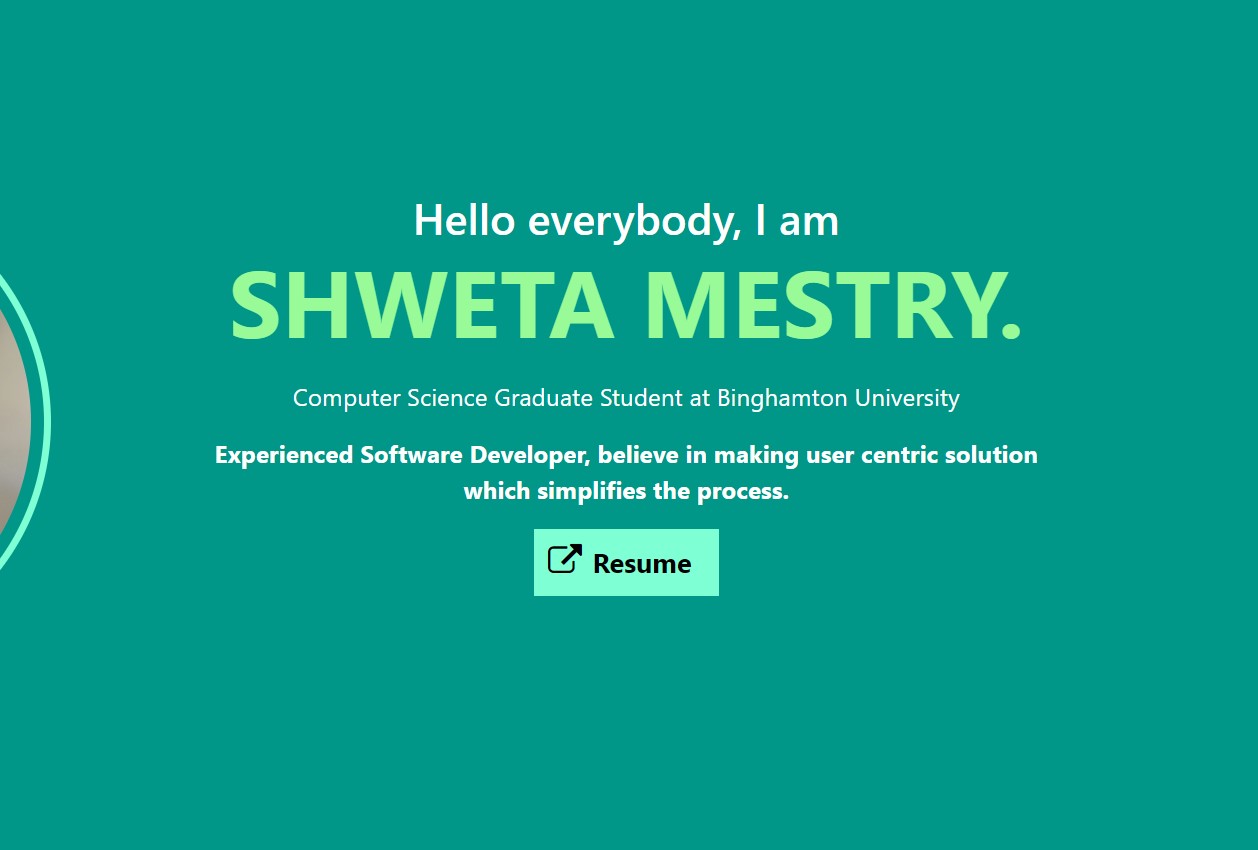 Hello everybody, I am
SHWETA MESTRY.
Computer Science Graduate Student at Binghamton University
Experienced Software Developer, believe in making user centric solution
which simplifies the process.
Resume